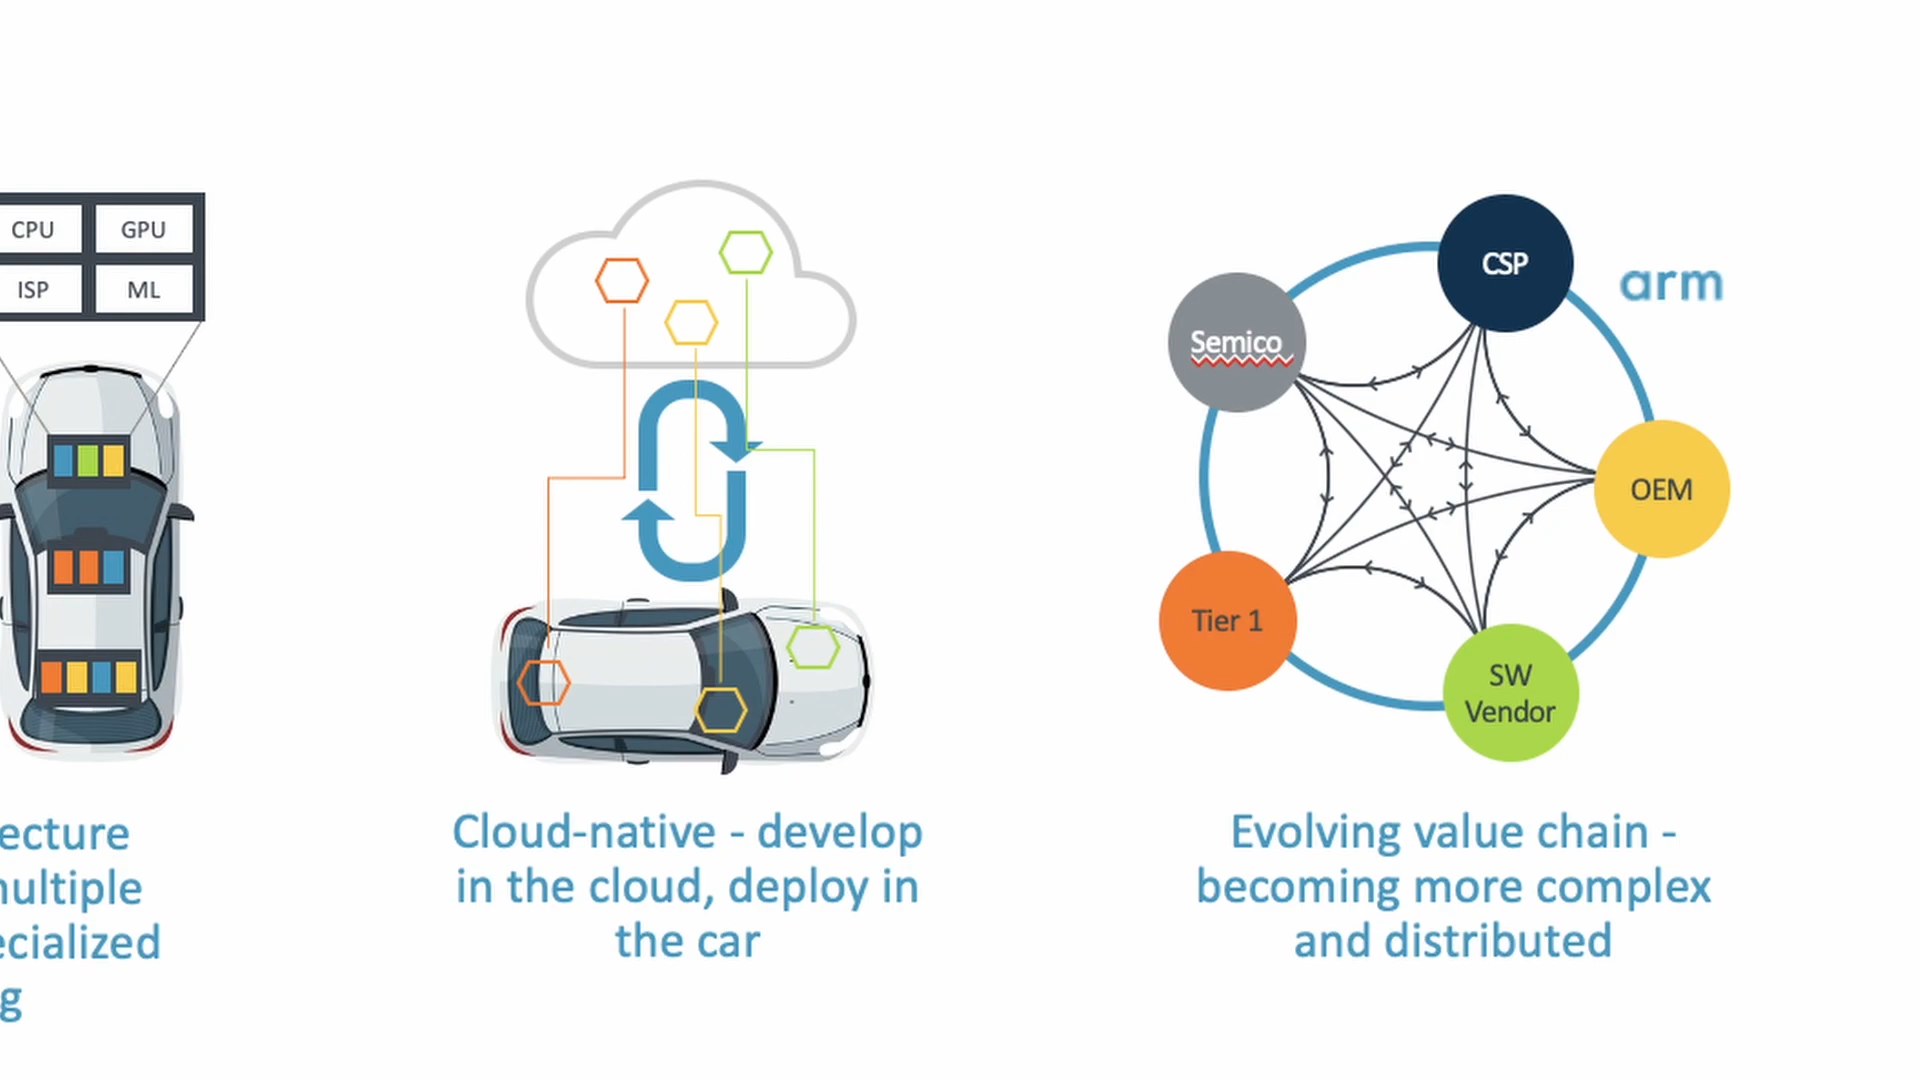 CPU
GPU
ISP
ML
ecture
ultiple
ecialized
g
Cloud-native - develop
in the cloud, deploy in
the car
CSP
arm
Semico
OEM
Tier 1
SW
Vendor
Evolving value chain -
becoming more complex
and distributed